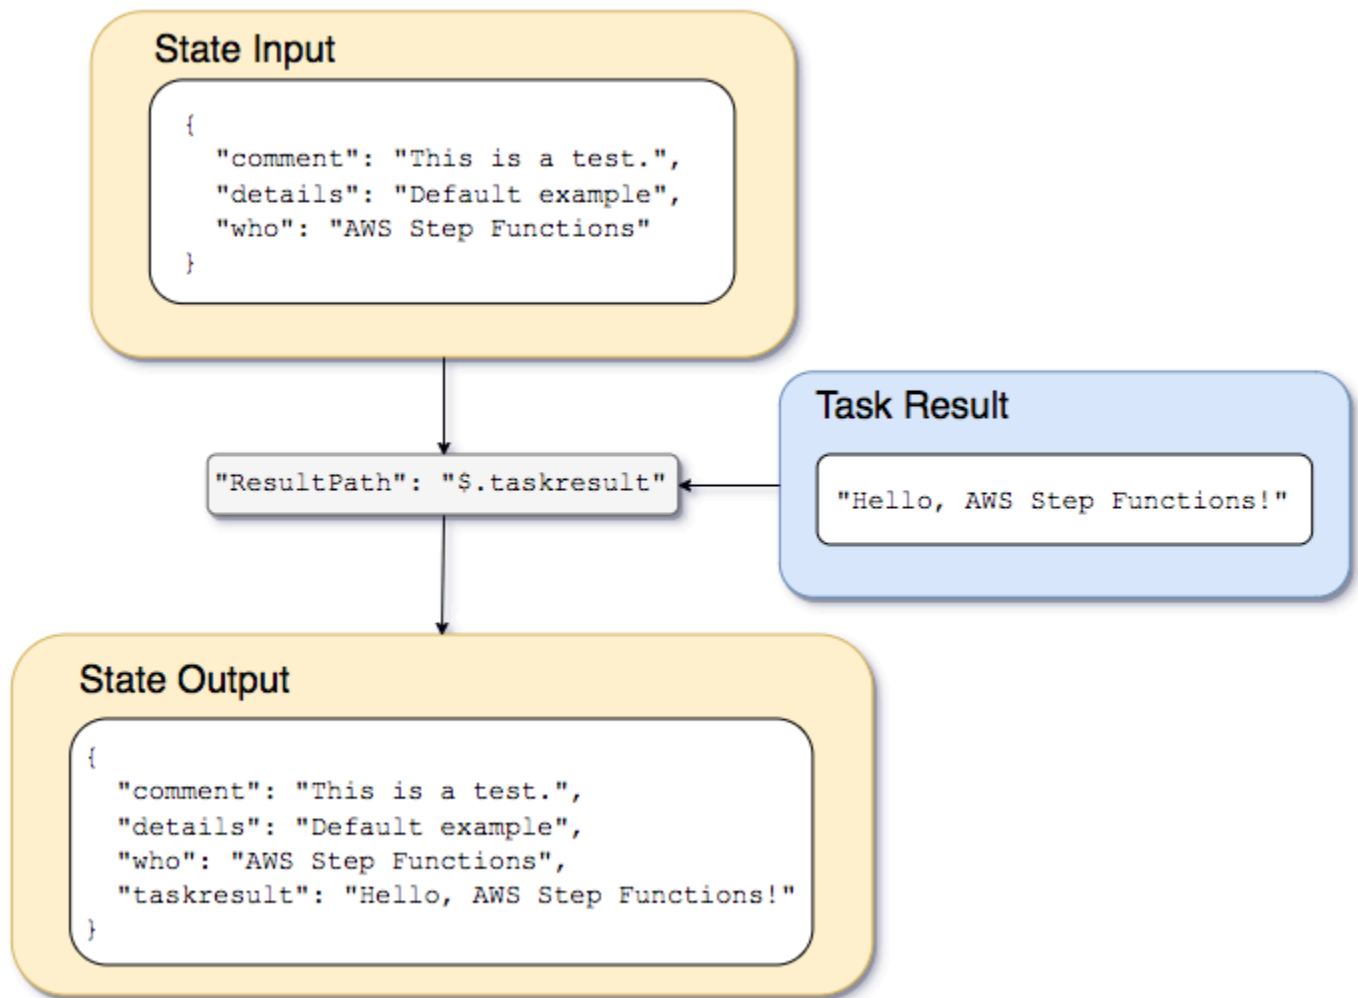 State Input
{
"comment": "This is a test.",
"details": "Default example",
"who": "AWS Step Functions"
}
"ResultPath": "$.taskresult"
Task Result
"Hello, AWS Step Functions!"
State Output
{
"comment": "This is a test.",
"details": "Default example",
"who": "AWS Step Functions",
"taskresult": "Hello, AWS Step Functions!"
}